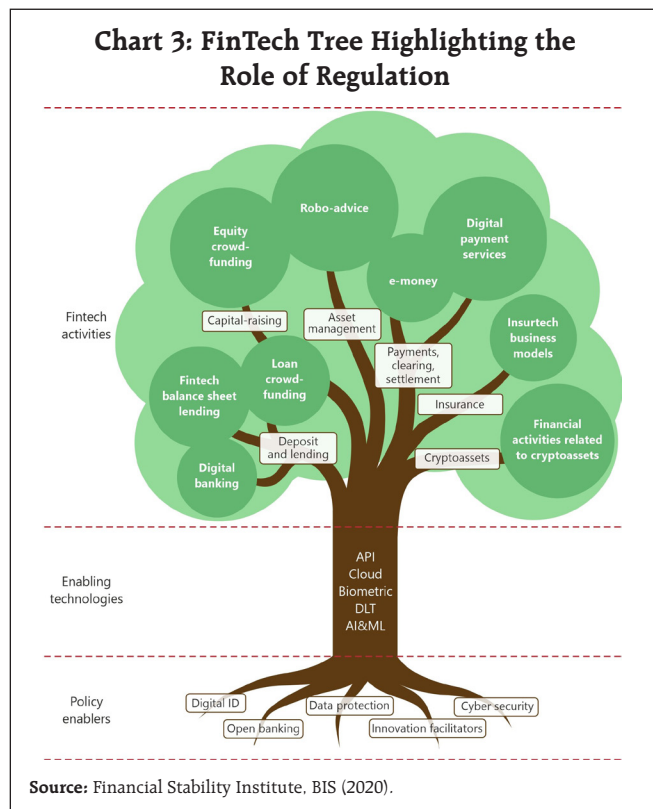 Chart 3: FinTech Tree Highlighting the
Role of Regulation
Fintech
activities
Equity
crowd-
funding
Robo-advice
Digital
payment
services
e-money
Insurtech
business
models
Loan
crowd-
funding
Fintech
balance sheet
lending
Digital
banking
Financial
activities related
to cryptoassets
Capital-raising
Asset
management
Payments,
clearing,
settlement
Insurance
Deposit
and lending
Cryptoassets
Enabling
technologies
API
Cloud
Biometric
DLT
AI&ML
Policy
enablers
Digital ID
Open banking
Data protection
Innovation facilitators
Cyber security
Source: Financial Stability Institute, BIS (2020).